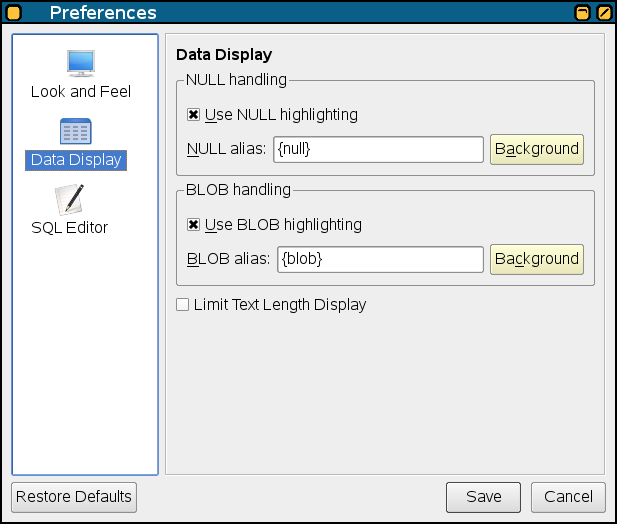 Preferences
Look and Feel
Data Display
SQL Editor
Data Display
NULL handling
Use NULL highlighting
NULL alias: {null} Background
BLOB handling
Use BLOB highlighting
BLOB alias: {blob} Background
Limit Text Length Display
Restore Defaults Save Cancel